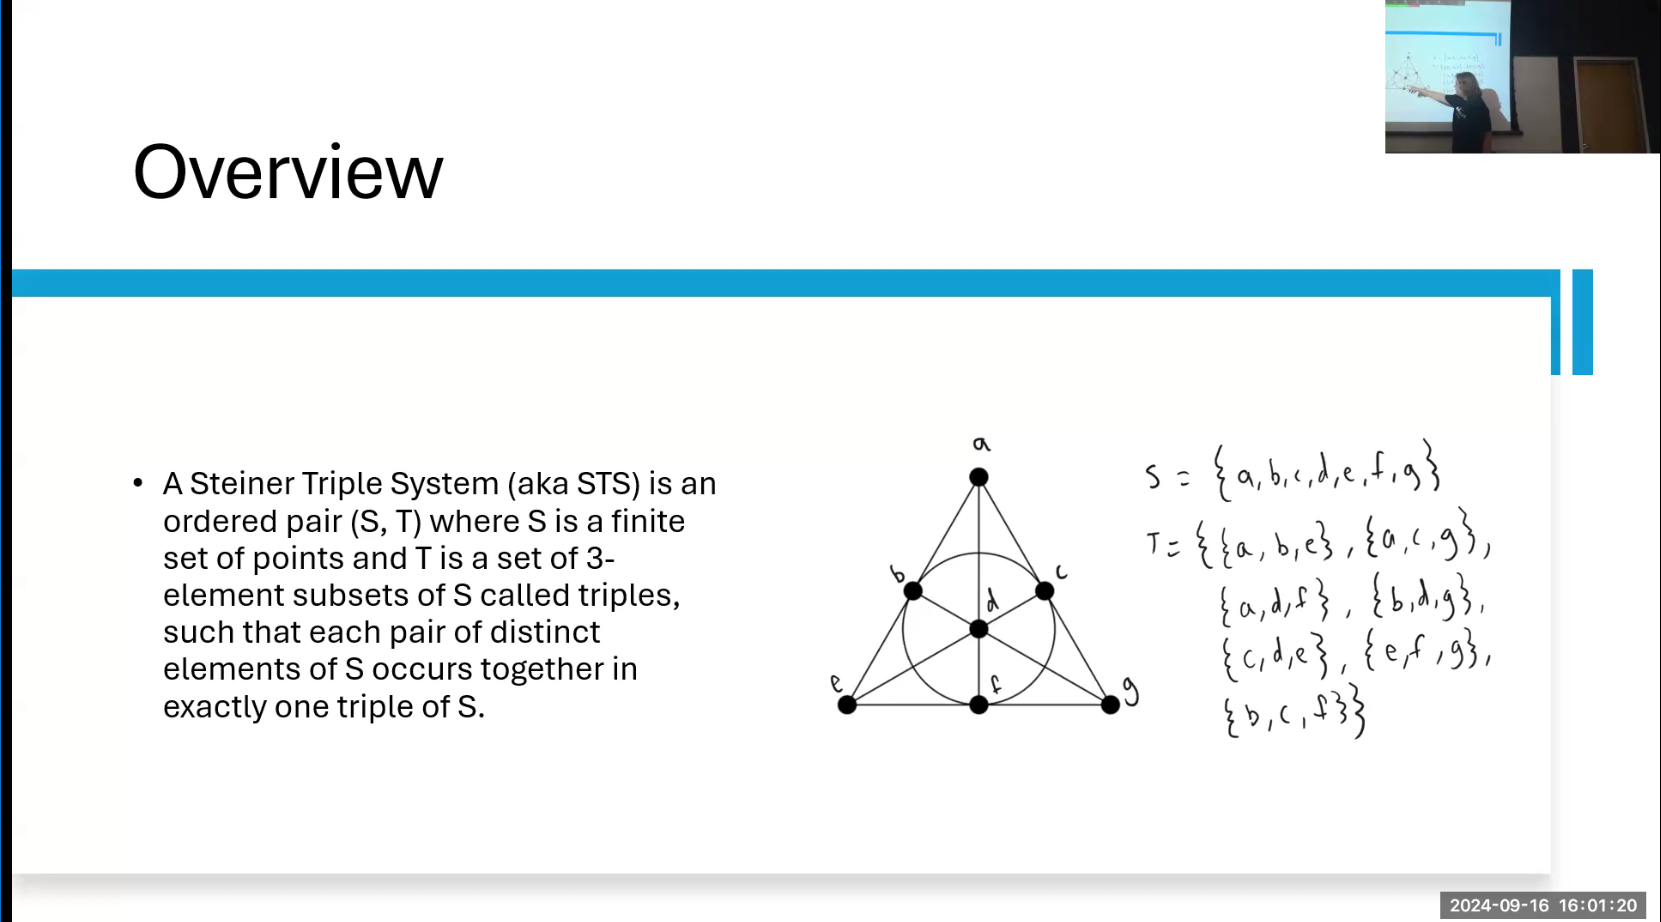 Overview
• A Steiner Triple System (aka STS) is an
ordered pair (S, T) where S is a finite
set of points and T is a set of 3-
element subsets of S called triples,
such that each pair of distinct
elements of S occurs together in
exactly one triple of S.
a
b
c
d
e
f
g
S = {a,b,c,d,e,f,g}
T = {{a,b,e},{a,c,g},
{a,d,f},{b,d,g},
{c,d,e},{e,f,g},
{b,c,f}}
2024-09-16 16:01:20